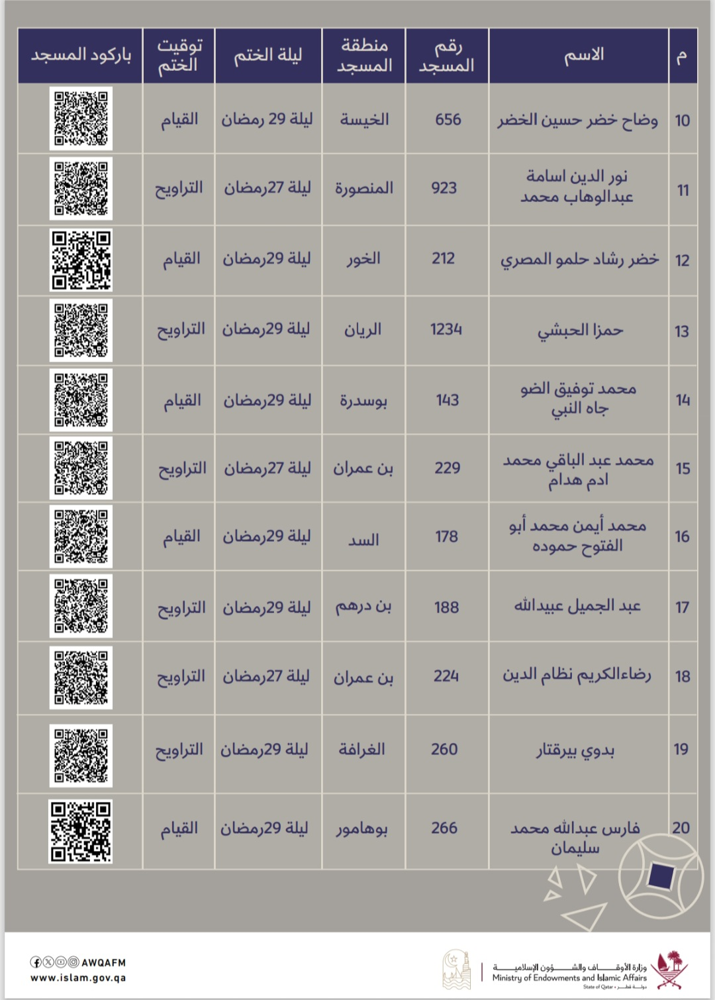 م الاسم رقم المسجد منطقة المسجد ليلة الختم توقيت الختم باركود المسجد
10 وضاح خضر حسين الخضر 656 الخيسة ليلة 29 رمضان القيام
11 نور الدين اسامة عبدالوهاب محمد 923 المنصورة ليلة 27رمضان التراويح
12 خضر رشاد حلمو المصري 212 الخور ليلة 29رمضان القيام
13 حمزا الحبشي 1234 الريان ليلة 29رمضان التراويح
14 محمد توفيق الضو جاه النبي 143 بوسدرة ليلة 29رمضان القيام
15 محمد عبد الباقي محمد ادم هدام 229 بن عمران ليلة 27رمضان التراويح
16 محمد أيمن محمد أبو الفتوح حموده 178 السد ليلة 29رمضان القيام
17 عبد الجميل عبيدالله 188 بن درهم ليلة 29رمضان التراويح
18 رضاءالكريم نظام الدين 224 بن عمران ليلة 27رمضان التراويح
19 بدوي بيرقتار 260 الغرافة ليلة 29رمضان التراويح
20 فارس عبدالله محمد سليمان 266 بوهامور ليلة 29رمضان القيام
وزارة الأوقـــاف والشـــؤون الإسلاميـــة
Ministry of Endowments and Islamic Affairs
State of Qatar • دولـة قطـر
AWQAFM
www.islam.gov.qa